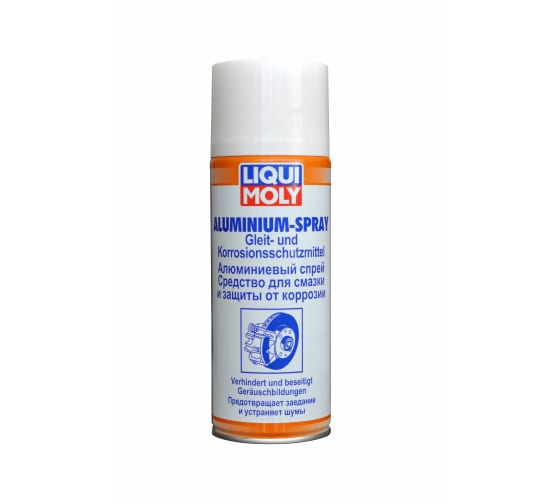 LIQUI
MOLY
ALUMINIUM-SPRAY
Gleit- und
Korrosionsschutzmittel
Алюминиевый спрей
Средство для смазки
и защиты от коррозии
Verhindert und beseitigt
Geräuschbildungen
Предотвращает заедание
и устраняет шумы